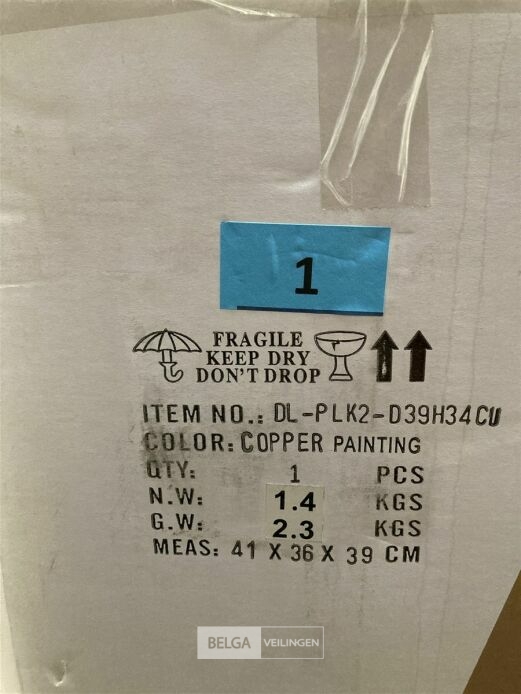 1
FRAGILE
KEEP DRY
DON'T DROP
ITEM NO.: DL-PLK2-D39H34CU
COLOR: COPPER PAINTING
QTY: 1 PCS
N.W: 1.4 KGS
G.W: 2.3 KGS
MEAS: 41 X 36 X 39 CM
BELGA VEILINGEN